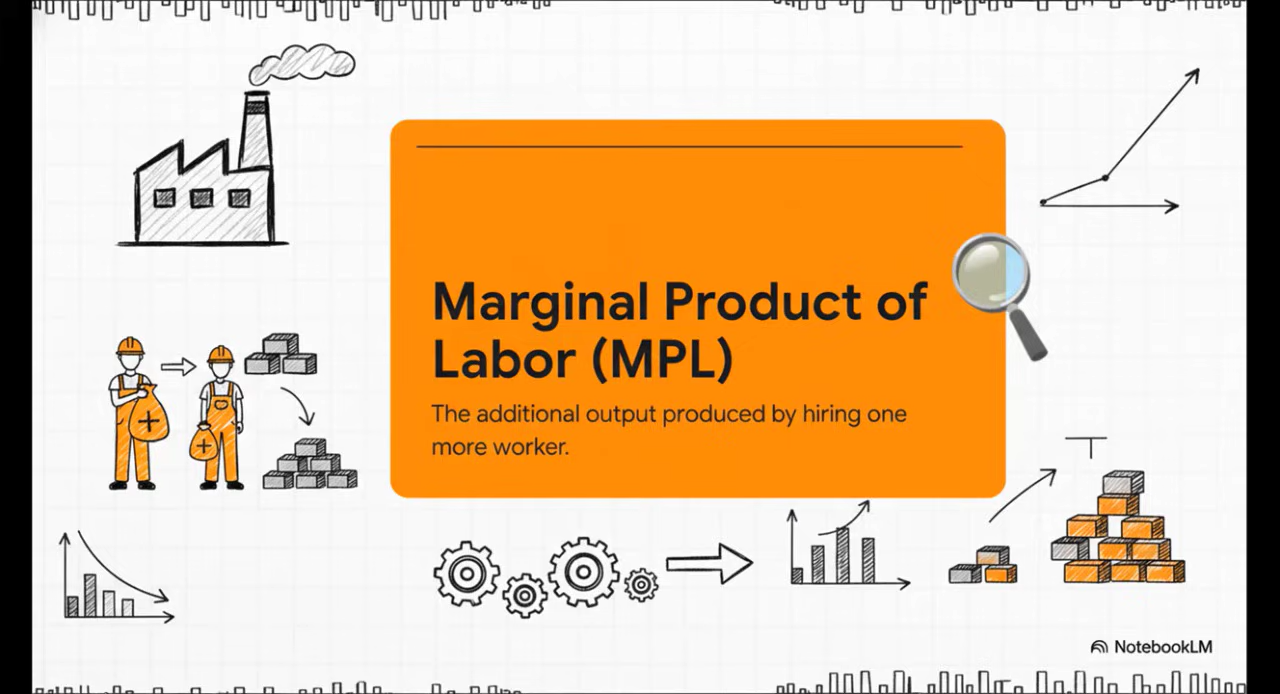 Marginal Product of
Labor (MPL)
The additional output produced by hiring one
more worker.
NotebookLM